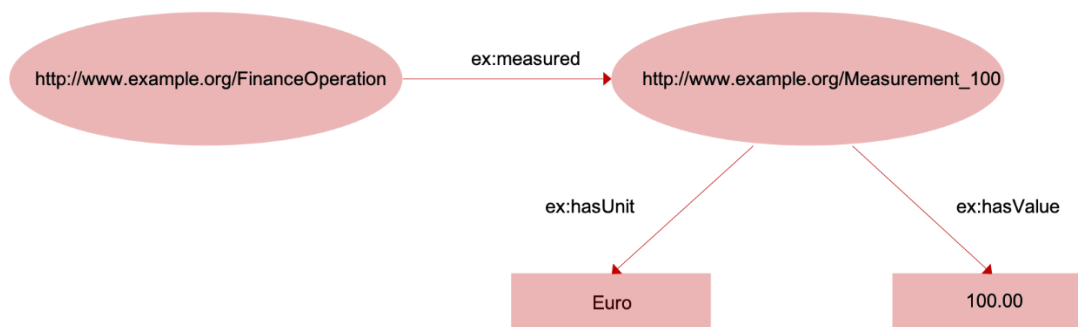 ex:measured
http://www.example.org/FinanceOperation
http://www.example.org/Measurement_100
ex:hasUnit
ex:hasValue
Euro
100.00